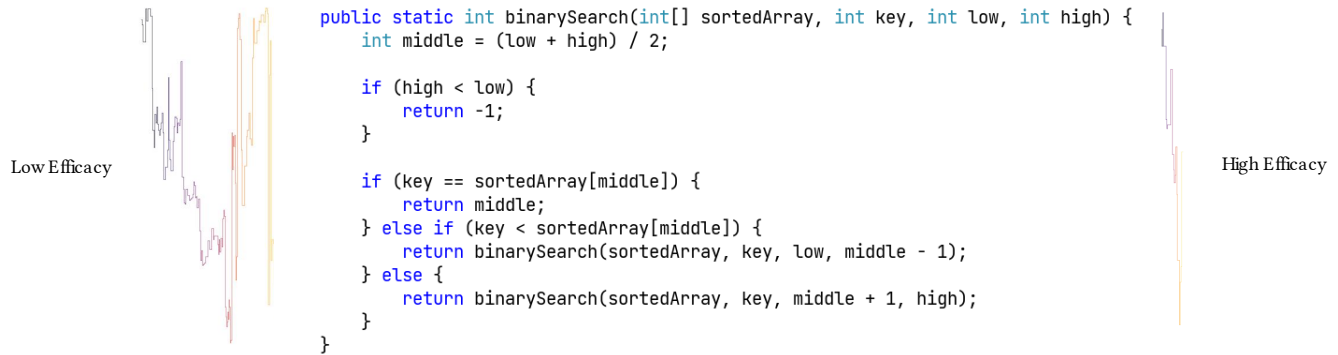 public static int binarySearch(int[] sortedArray, int key, int low, int high) {
    int middle = (low + high) / 2;

    if (high < low) {
        return -1;
    }

    if (key == sortedArray[middle]) {
        return middle;
    } else if (key < sortedArray[middle]) {
        return binarySearch(sortedArray, key, low, middle - 1);
    } else {
        return binarySearch(sortedArray, key, middle + 1, high);
    }
}
Low Efficacy
High Efficacy